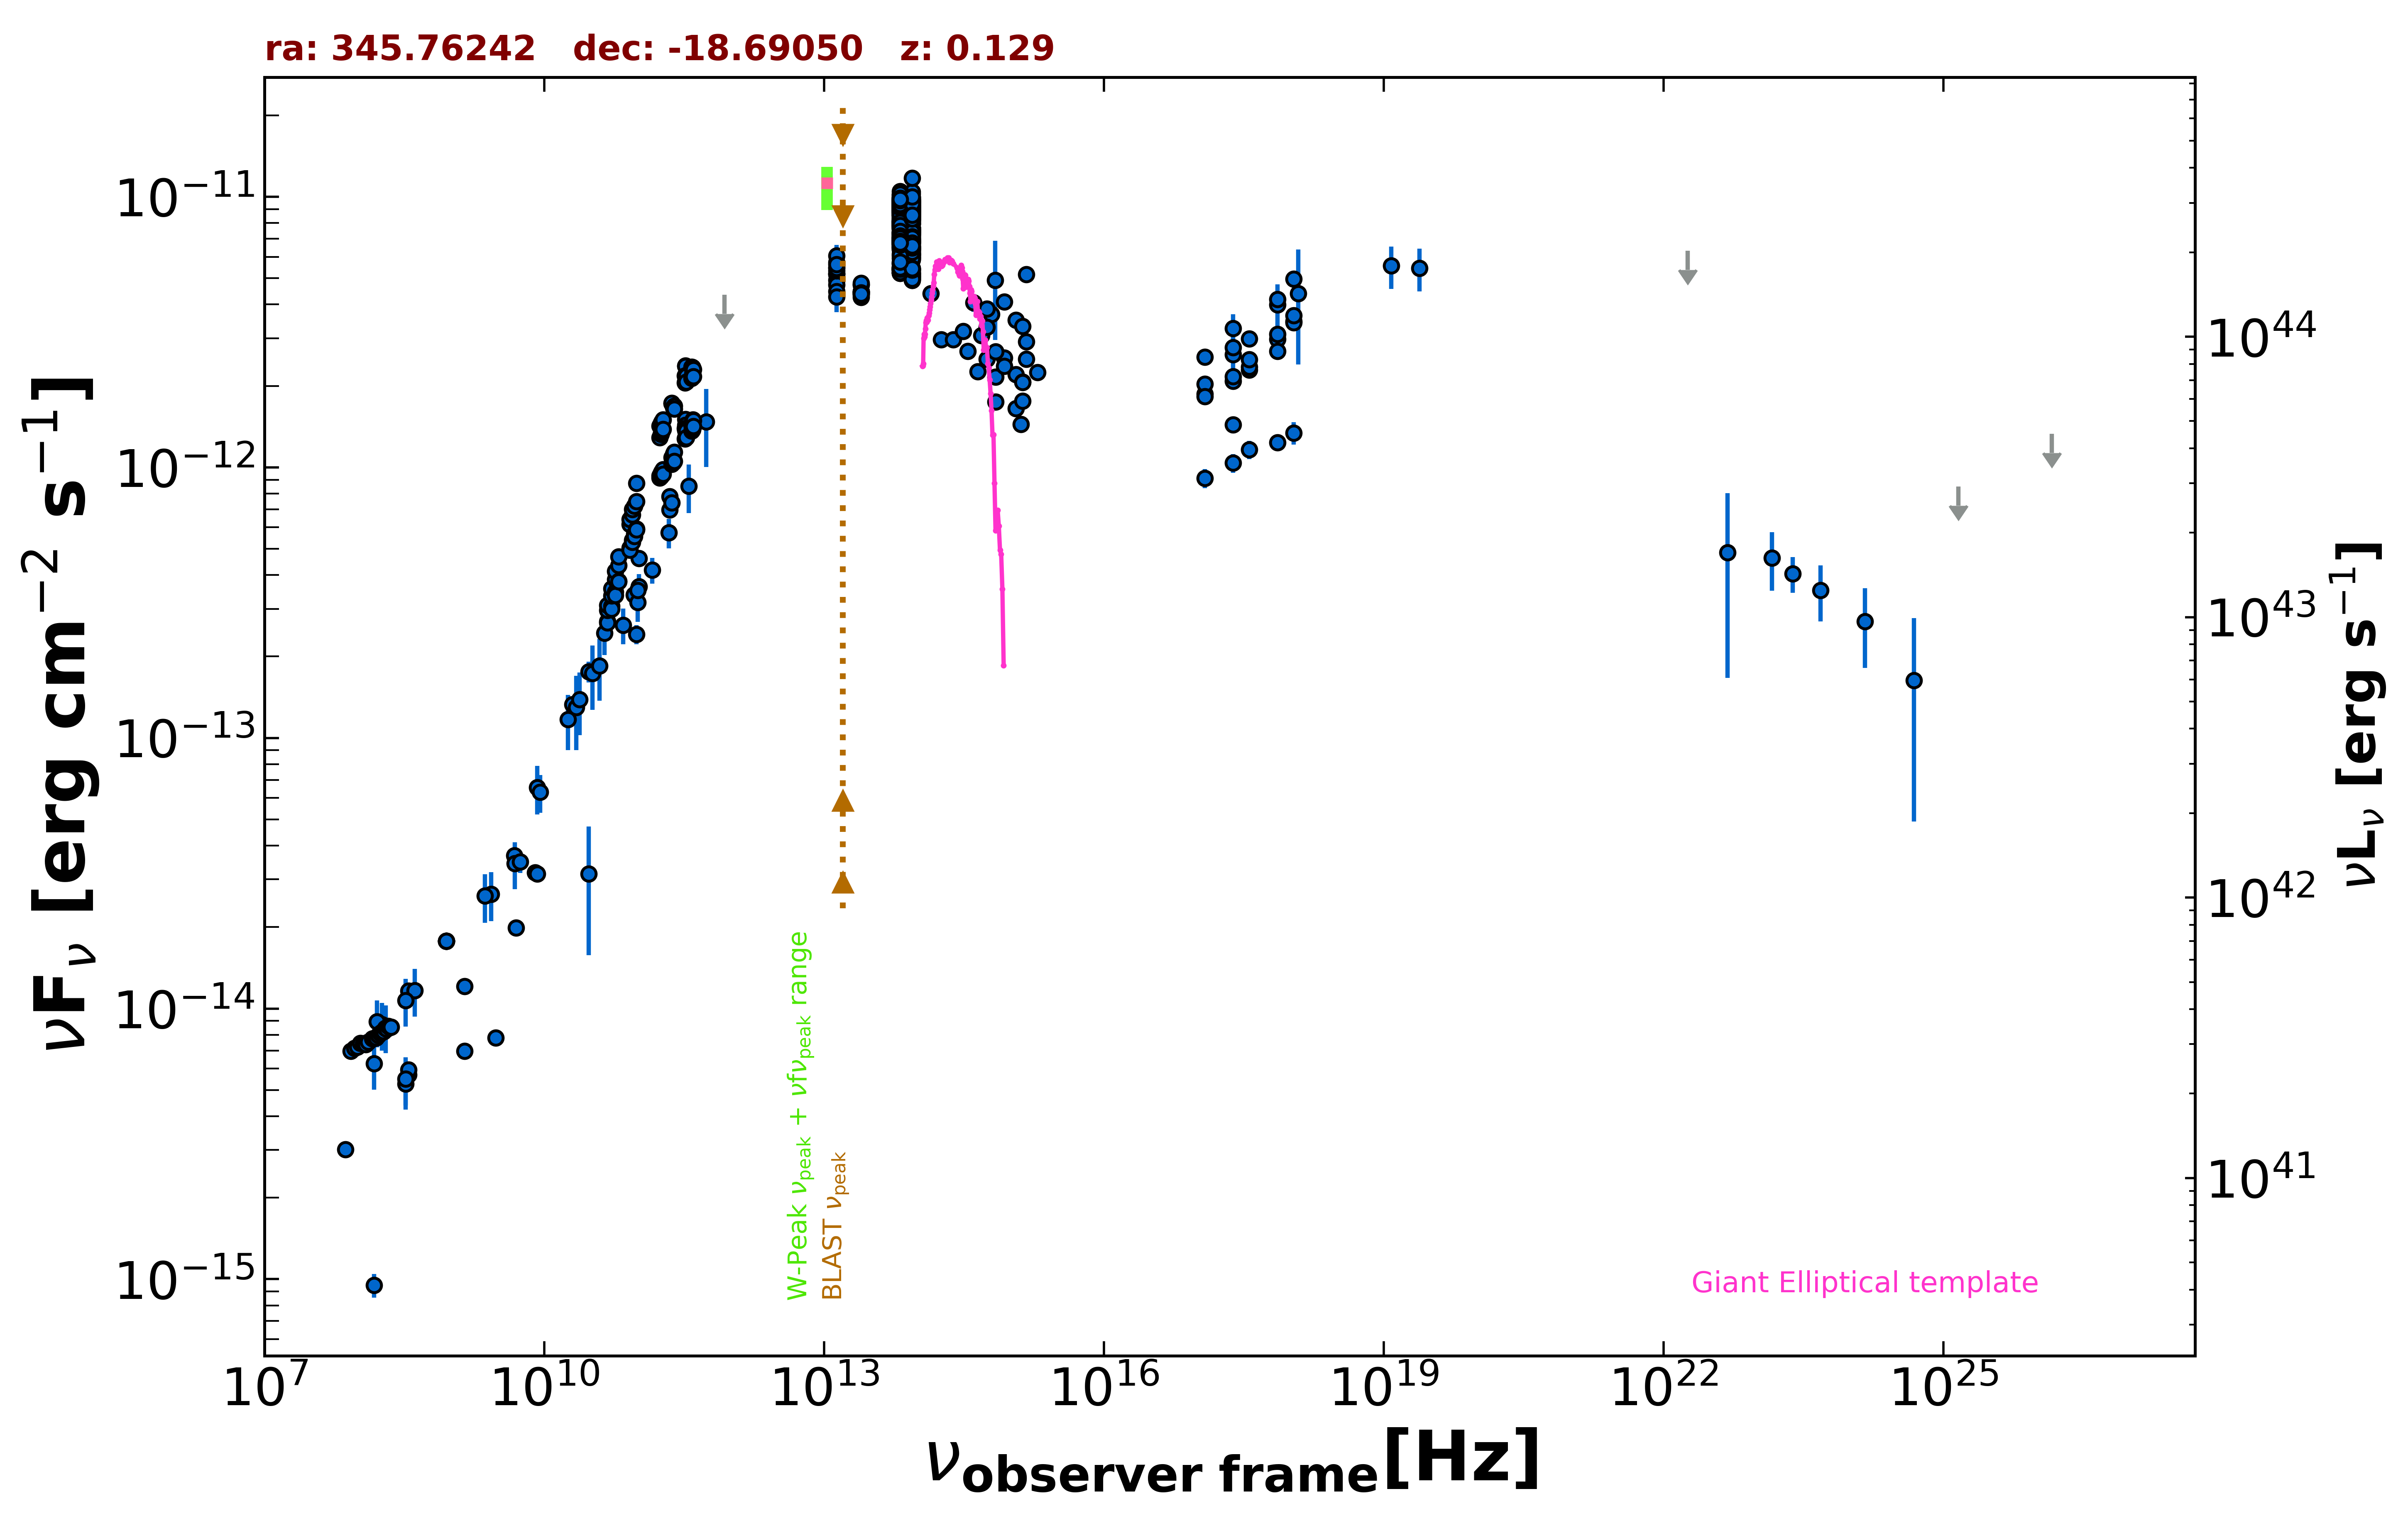 ra: 345.76242   dec: -18.69050   z: 0.129
νF_ν [erg cm^−2 s^−1]
10^−11
10^−12
10^−13
10^−14
10^−15
W-Peak ν_peak + νfν_peak range
BLAST ν_peak
Giant Elliptical template
10^44
10^43
10^42
10^41
νL_ν [erg s^−1]
10^7
10^10
10^13
10^16
10^19
10^22
10^25
ν_observer frame [Hz]